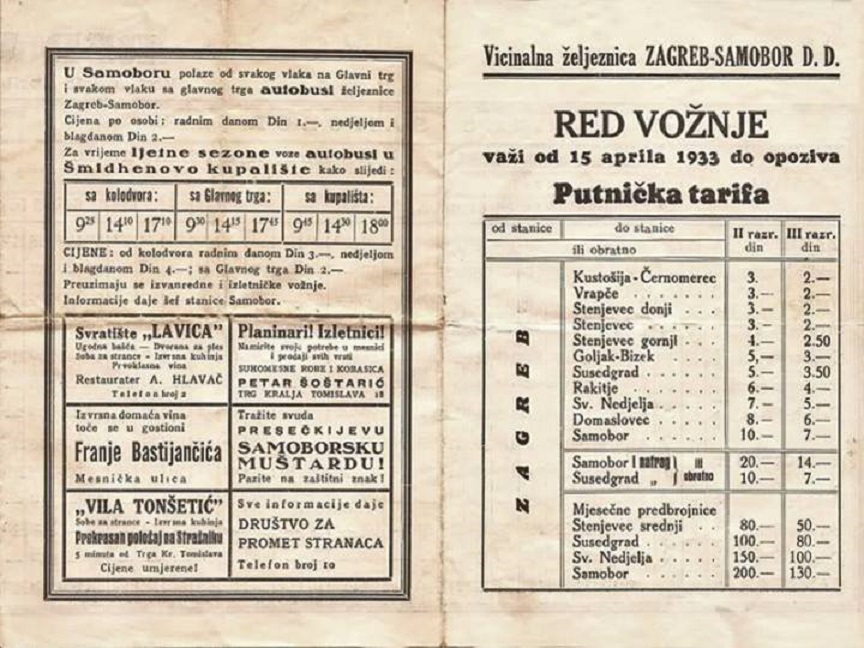 U Samoboru polaze od svakog vlaka na Glavni trg
i svakom vlaku sa glavnog trga autobusi željeznice
Zagreb-Samobor.
Cijena po osobi: radnim danom Din 1.—, nedjeljom i
blagdanom Din 2.—
Za vrijeme ljetne sezone voze autobusi u
Šmidhenovo kupalište kako slijedi:
sa kolodvora: sa Glavnog trga: sa kupališta:
9²⁵ 14¹⁰ 17¹⁰ 9³⁰ 14¹⁵ 17⁴⁵ 9⁴⁵ 14³⁰ 18⁰⁰
CIJENE: od kolodvora radnim danom Din 3.—, nedjeljom
i blagdanom Din 4.—; sa Glavnog trga Din 2.—
Preuzimaju se izvanredne i izletničke vožnje.
Informacije daje šef stanice Samobor.
Svratište „LAVICA"
Ugodna bašča — Dvorana za ples
Sobe za strance - Izvrsna kuhinja
Prvoklasna vina
Restaurater A. HLAVAČ
Telefon broj 2
Planinari! Izletnici!
Namirite svoje potrebe u mesnici
i prodaji svih vrsti
SUHOMESNE ROBE I KOBASICA
PETAR ŠOŠTARIĆ
TRG KRALJA TOMISLAVA 18
Izvrsna domaća vina
toče se u gostioni
Franje Bastijančića
Mesnička ulica
Tražite svuda
PRESEČKIJEVU
SAMOBORSKU
MUŠTARDU!
Pazite na zaštitni znak!
„VILA TONŠETIĆ"
Sobe za strance - Izvrsna kuhinja
Prekrasan položaj na Stražniku
5 minuta od Trga Kr. Tomislava
Cijene umjerene!
Sve informacije daje
DRUŠTVO ZA
PROMET STRANACA
Telefon broj 10
Vicinalna željeznica ZAGREB-SAMOBOR D. D.
RED VOŽNJE
važi od 15 aprila 1933 do opoziva
Putnička tarifa
od stanice do stanice II razr. III razr.
ili obratno din din
ZAGREB
Kustošija - Černomerec 3. 2.—
Vrapče 3.— 2.—
Stenjevec donji 3.— 2.—
Stenjevec 3.— 2.—
Stenjevec gornji 4.— 2.50
Goljak-Bizek 5,— 3.—
Susedgrad 5.— 3.50
Rakitje 6.— 4.—
Sv. Nedjelja 7.— 5.—
Domaslovec 8.— 6.—
Samobor 10.— 7.—
Samobor i natrag ili 20.— 14.—
Susedgrad „ „ obratno 10.— 7.—
Mjesečne predbrojnice
Stenjevec srednji 80.— 50.—
Susedgrad 100.— 80.—
Sv. Nedjelja 150.— 100.—
Samobor 200.— 130.—